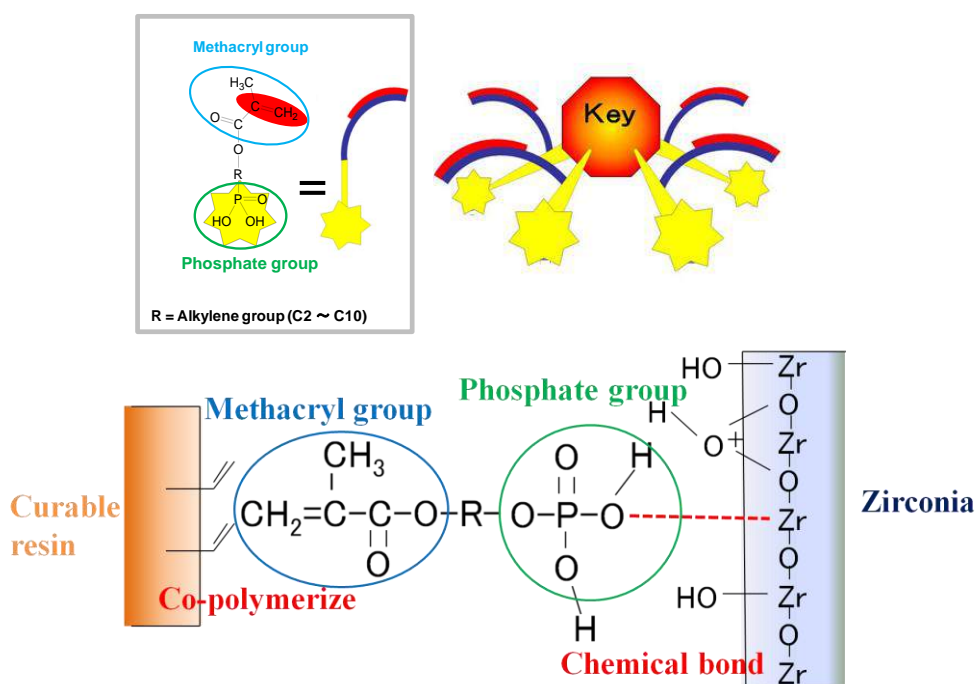 Methacryl group
H₃C
C
CH₂
O
C
O
R
P
O
HO
OH
=
Phosphate group
R = Alkylene group (C2 ~ C10)
Key
Methacryl group
Phosphate group
Curable
resin
CH₃
CH₂=C–C–O–R–O–P–O
O
O
H
O
H
Co-polymerize
Chemical bond
HO
Zr
O
H
O+
Zr
O
Zr
O
HO
Zr
O
Zr
Zirconia